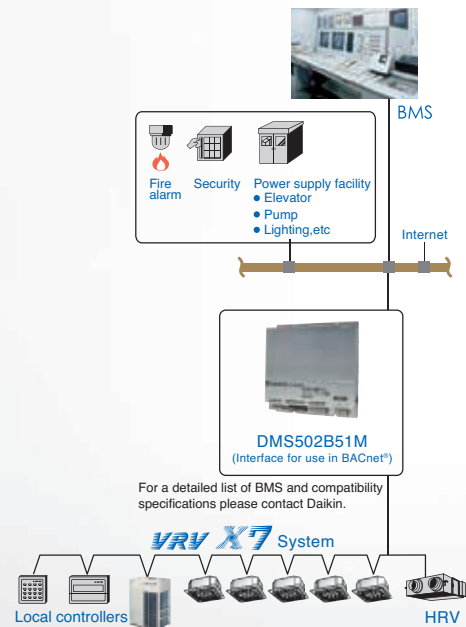 BMS
Fire
alarm
Security
Power supply facility
● Elevator
● Pump
● Lighting,etc
Internet
DMS502B51M
(Interface for use in BACnet®)
For a detailed list of BMS and compatibility
specifications please contact Daikin.
VRV X7 System
Local controllers
HRV